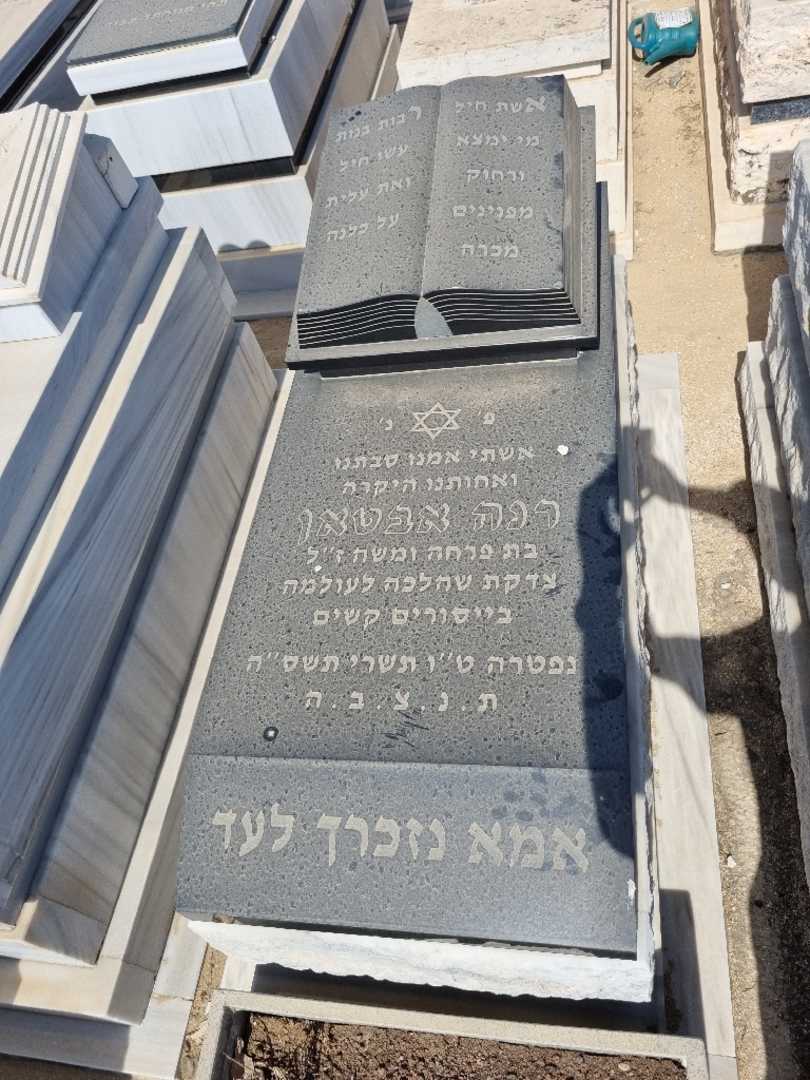 אשת חיל
מי ימצא
ורחוק
מפנינים
מכרה
רבות בנות
עשו חיל
ואת עלית
על כלנה
פ' נ'
אשתי אמנו סבתנו
ואחותנו היקרה
רנה אבטאן
בת פרחה ומשה ז"ל
צדקת שהלכה לעולמה
בייסורים קשים
נפטרה ט"ו תשרי תשס"ה
ת.נ.צ.ב.ה
אמא נזכרך לעד